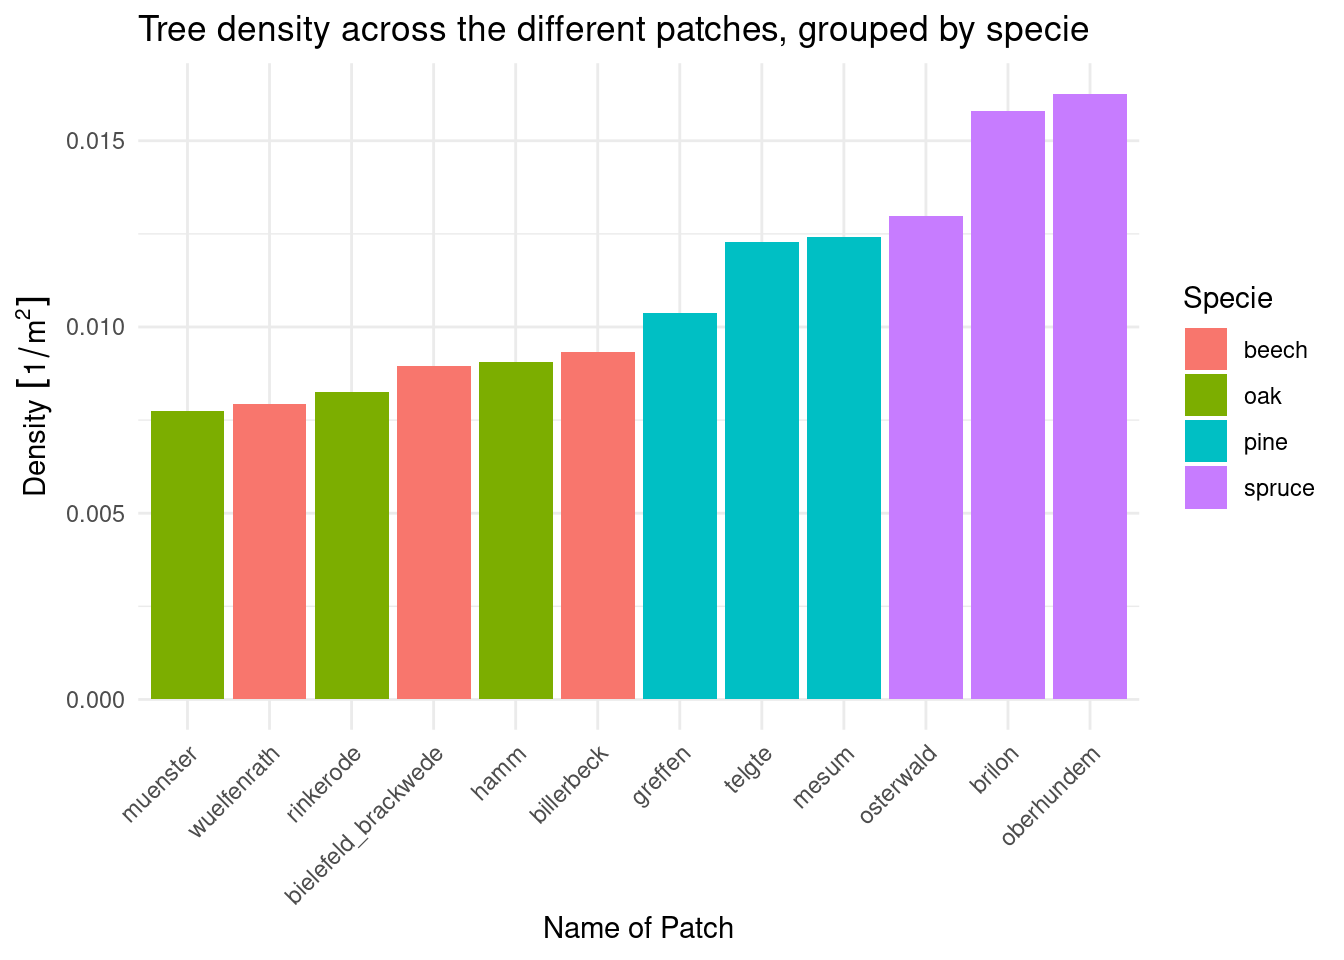 Tree density across the different patches, grouped by specie
Density [1/m²]
0.015
0.010
0.005
0.000
muenster
wuelfenrath
rinkerode
bielefeld_brackwede
hamm
billerbeck
greffen
telgte
mesum
osterwald
brilon
oberhundem
Name of Patch
Specie
beech
oak
pine
spruce